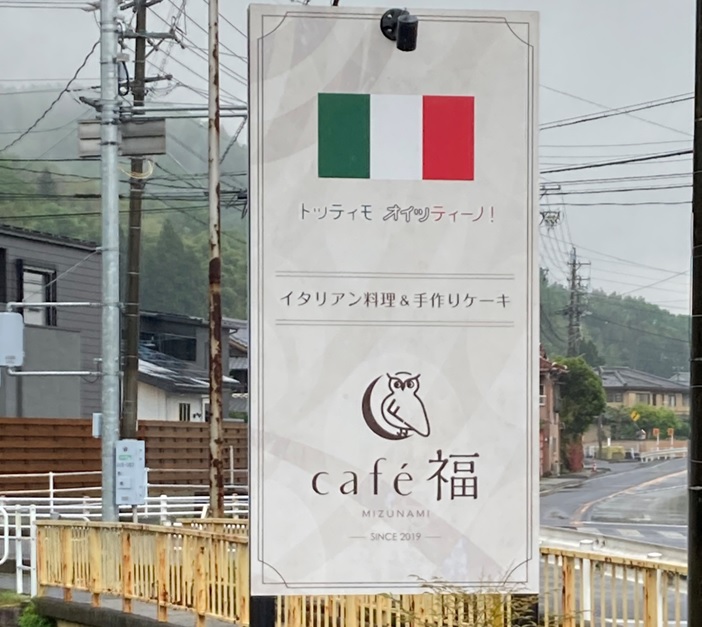 トッティモ オイッティーノ！
イタリアン料理＆手作りケーキ
café 福
MIZUNAMI
SINCE 2019